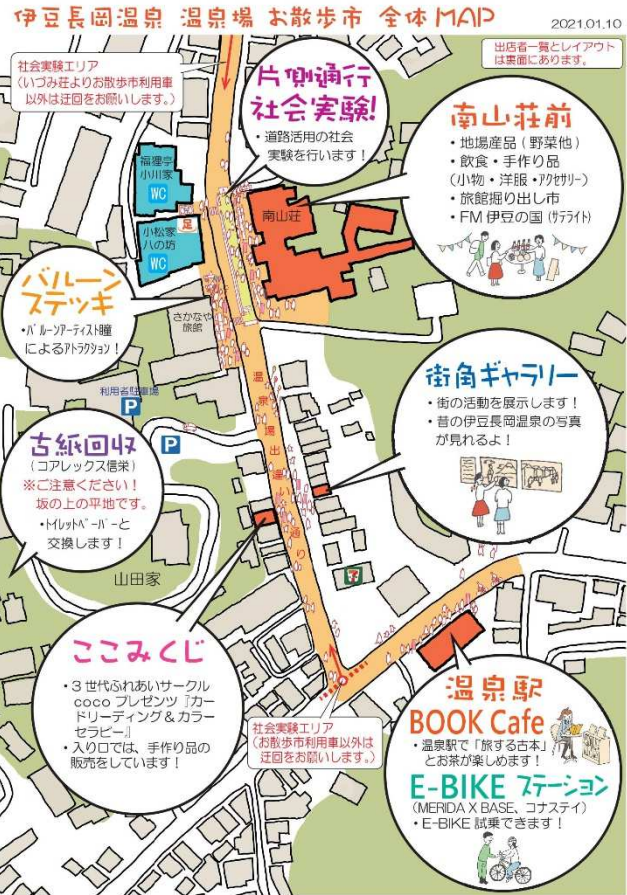 伊豆長岡温泉 温泉場 お散歩市 全体MAP
2021.01.10
出店者一覧とレイアウト
は裏面にあります。
社会実験エリア
(いづみ荘よりお散歩市利用車
以外は迂回をお願いします。)
片側通行
社会実験!
・道路活用の社会
実験を行います!
南山荘前
・地場産品(野菜他)
・飲食・手作り品
(小物・洋服・アクセサリー)
・旅館掘り出し市
・FM伊豆の国(サテライト)
福狸亭
小川家
WC
足
小松家
八の坊
WC
南山荘
バルーン
ステッキ
・バルーンアーティスト瞳
によるアトラクション!
さかなや
旅館
利用者駐車場
P
P
温泉場出逢い通り
街角ギャラリー
・街の活動を展示します!
・昔の伊豆長岡温泉の写真
が見れるよ!
古紙回収
(コアレックス信栄)
※ご注意ください!
坂の上の平地です。
・トイレットペーパーと
交換します!
山田家
7
ここみくじ
・3世代ふれあいサークル
coco プレゼンツ『カー
ドリーディング&カラー
セラピー』
・入り口では、手作り品の
販売をしています!
社会実験エリア
(お散歩市利用車以外は
迂回をお願いします。)
温泉駅
BOOK Cafe
・温泉駅で「旅する古本」
とお茶が楽しめます!
E-BIKE ステーション
(MERIDA X BASE、コナステイ)
・E-BIKE 試乗できます!